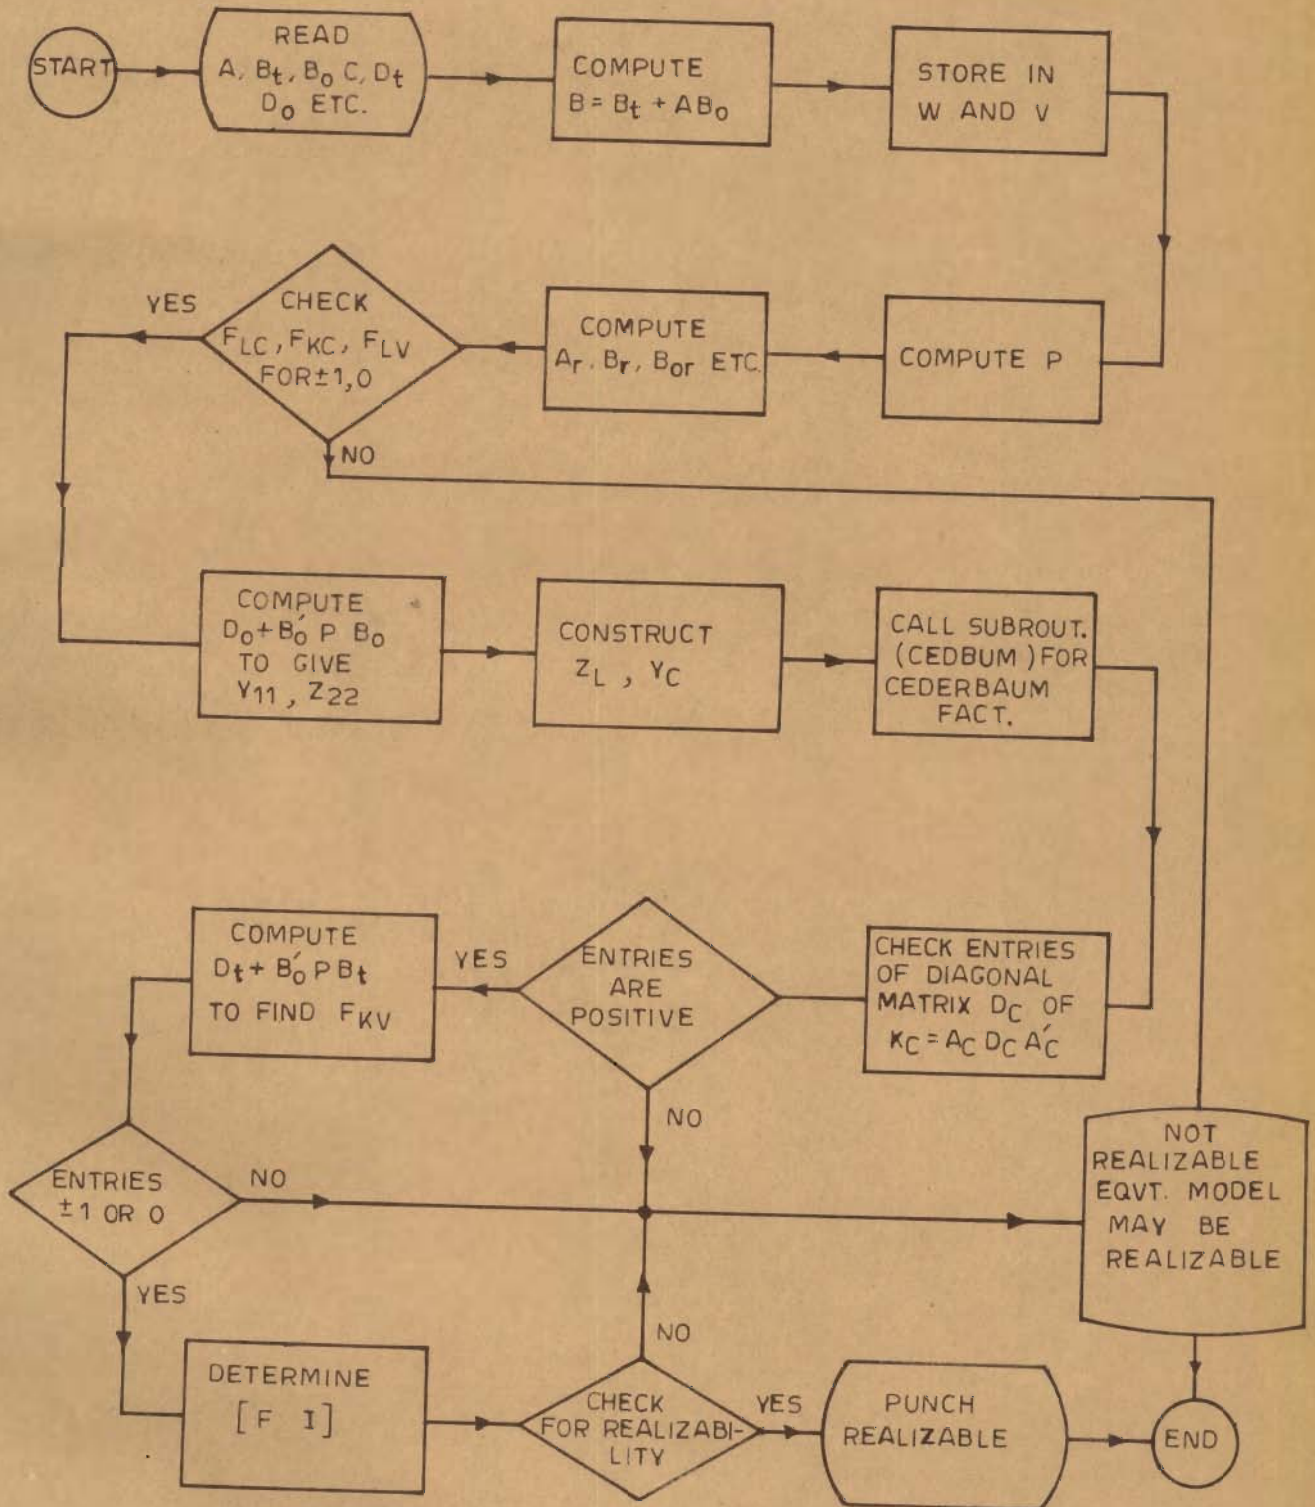 START
READ
A, Bt, Bo C, Dt
Do ETC.
COMPUTE
B = Bt + ABo
STORE IN
W AND V
COMPUTE P
COMPUTE
Ar, Br, Bor ETC.
CHECK
FLC, FKC, FLV
FOR ±1,0
YES
NO
COMPUTE
Do + B'o P Bo
TO GIVE
Y11, Z22
CONSTRUCT
ZL, YC
CALL SUBROUT.
(CEDBUM) FOR
CEDERBAUM
FACT.
CHECK ENTRIES
OF DIAGONAL
MATRIX DC OF
KC = AC DC A'C
ENTRIES
ARE
POSITIVE
YES
NO
COMPUTE
Dt + B'o P Bt
TO FIND FKV
ENTRIES
±1 OR 0
NO
YES
DETERMINE
[F I]
CHECK
FOR REALIZABI-
LITY
NO
YES
PUNCH
REALIZABLE
NOT
REALIZABLE
EQVT. MODEL
MAY BE
REALIZABLE
END